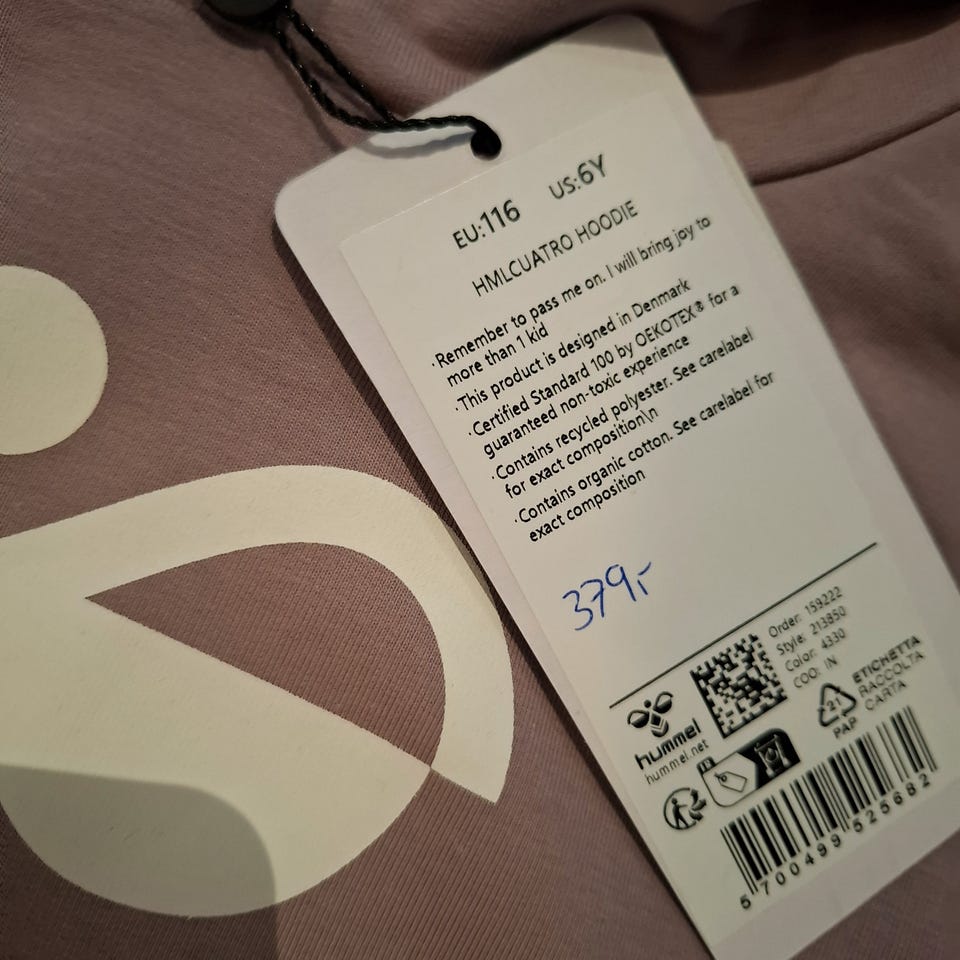 EU:116 US:6Y
HMLCUATRO HOODIE
· Remember to pass me on. I will bring joy to
more than 1 kid
· This product is designed in Denmark
· Certified Standard 100 by OEKOTEX® for a
guaranteed non-toxic experience
· Contains recycled polyester. See carelabel
for exact composition\n
· Contains organic cotton. See carelabel for
exact composition
379,-
Order: 159222
Style: 213850
Color: 4330
COO: IN
hummel
hummel.net
FR
21
PAP
ETICHETTA
RACCOLTA
CARTA
5 700499 525682